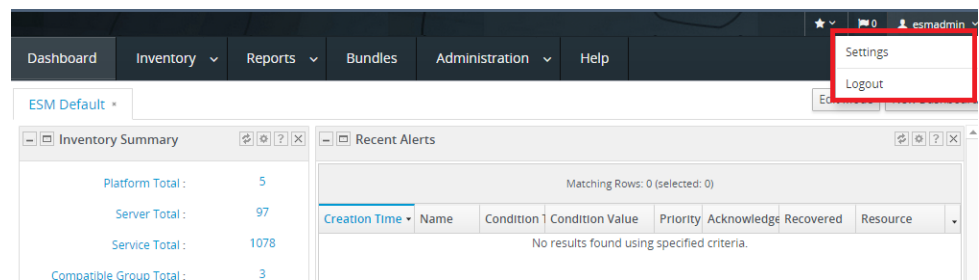 0 esmadmin
Dashboard Inventory Reports Bundles Administration Help
Settings
Logout
ESM Default
Inventory Summary
Recent Alerts
Platform Total : 5
Matching Rows: 0 (selected: 0)
Server Total : 97
Creation Time Name Condition Condition Value Priority Acknowledge Recovered Resource
Service Total : 1078
No results found using specified criteria.
Compatible Group Total : 3